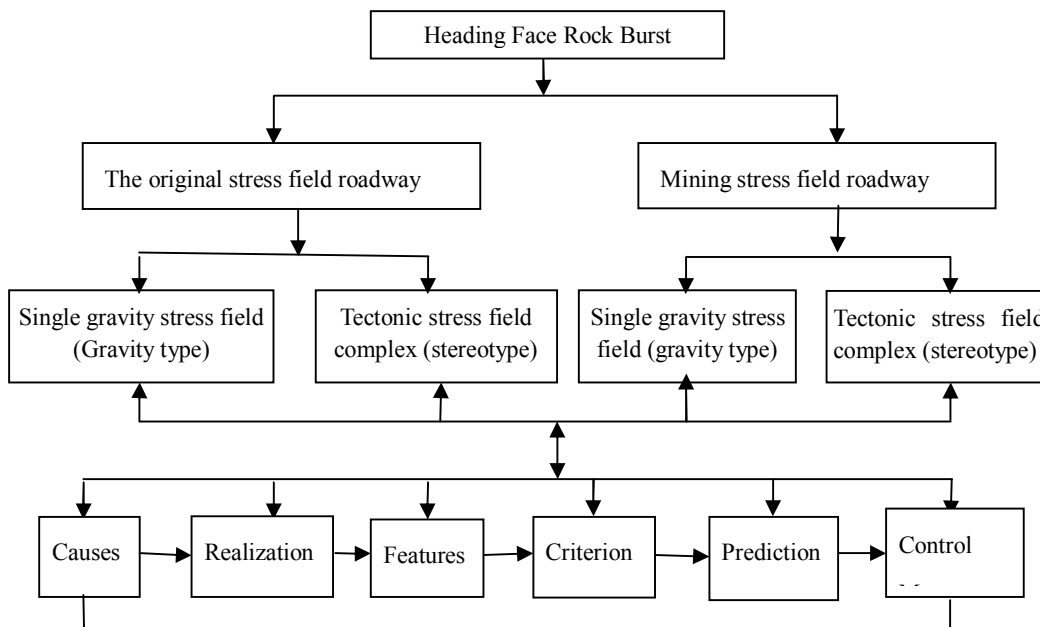 Heading Face Rock Burst
The original stress field roadway
Mining stress field roadway
Single gravity stress field
(Gravity type)
Tectonic stress field
complex (stereotype)
Single gravity stress
field (gravity type)
Tectonic stress field
complex (stereotype)
Causes
Realization
Features
Criterion
Prediction
Control